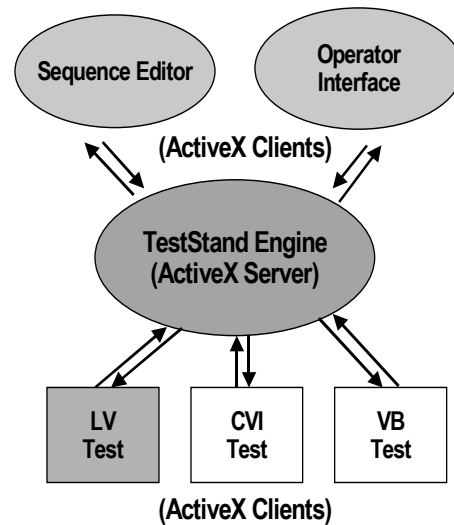 Sequence Editor
Operator
Interface
(ActiveX Clients)
TestStand Engine
(ActiveX Server)
LV
Test
CVI
Test
VB
Test
(ActiveX Clients)